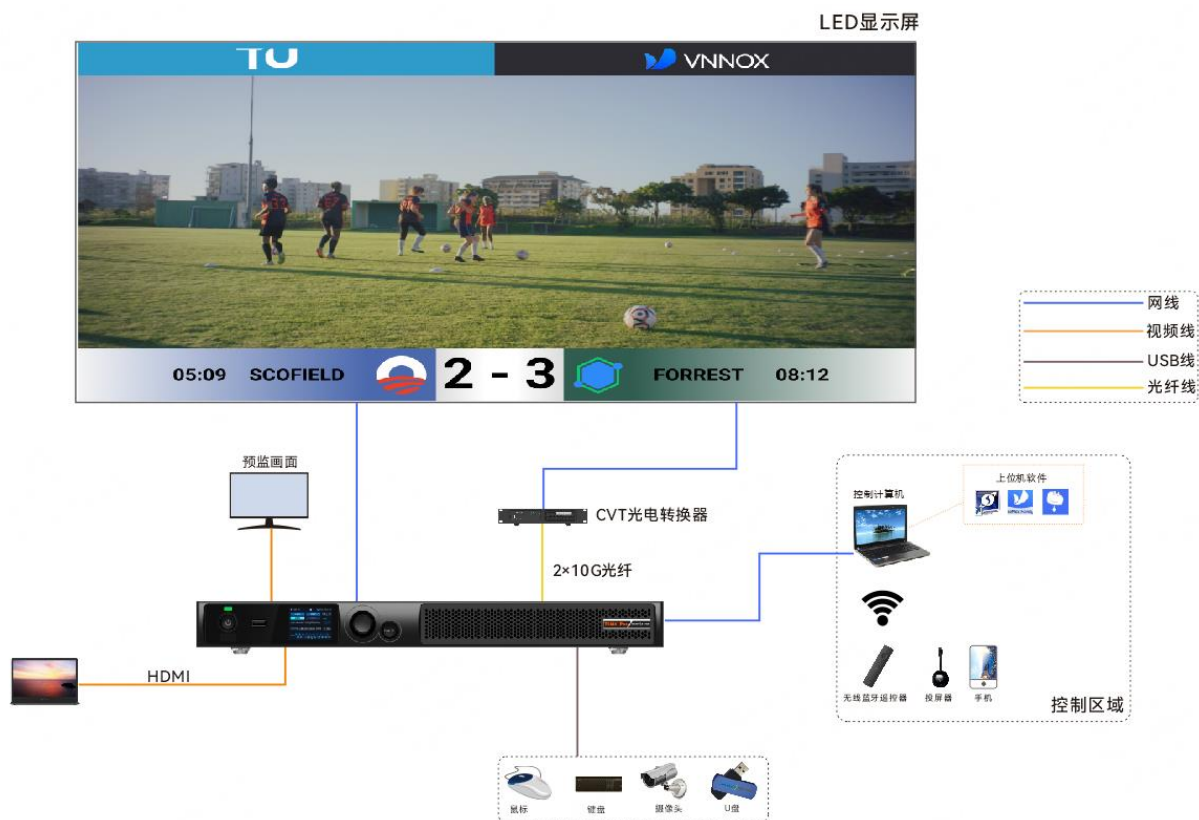 LED显示屏
TU
VNNOX
05:09 SCOFIELD 2 - 3 FORREST 08:12
网线
视频线
USB线
光纤线
预监画面
CVT光电转换器
2×10G光纤
控制计算机
上位机软件
HDMI
无线蓝牙遥控器
投屏器
手机
控制区域
鼠标
键盘
摄像头
U盘